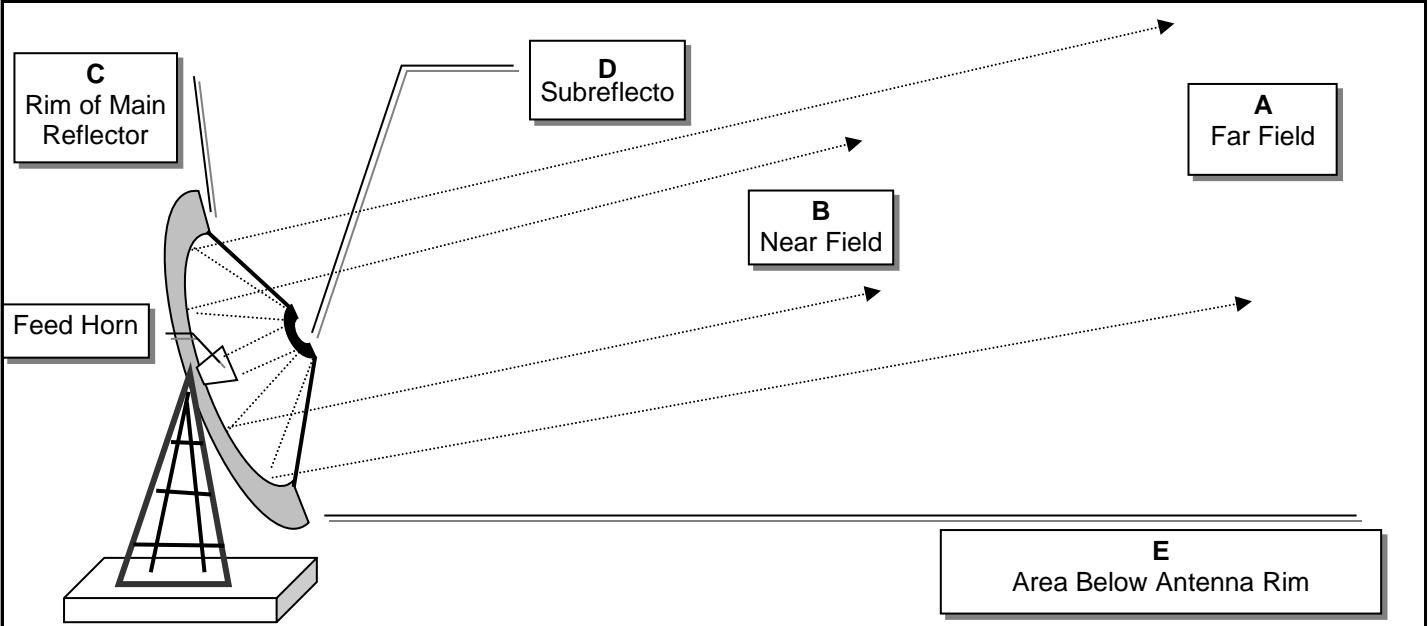 C
Rim of Main
Reflector
D
Subreflecto
A
Far Field
B
Near Field
Feed Horn
E
Area Below Antenna Rim